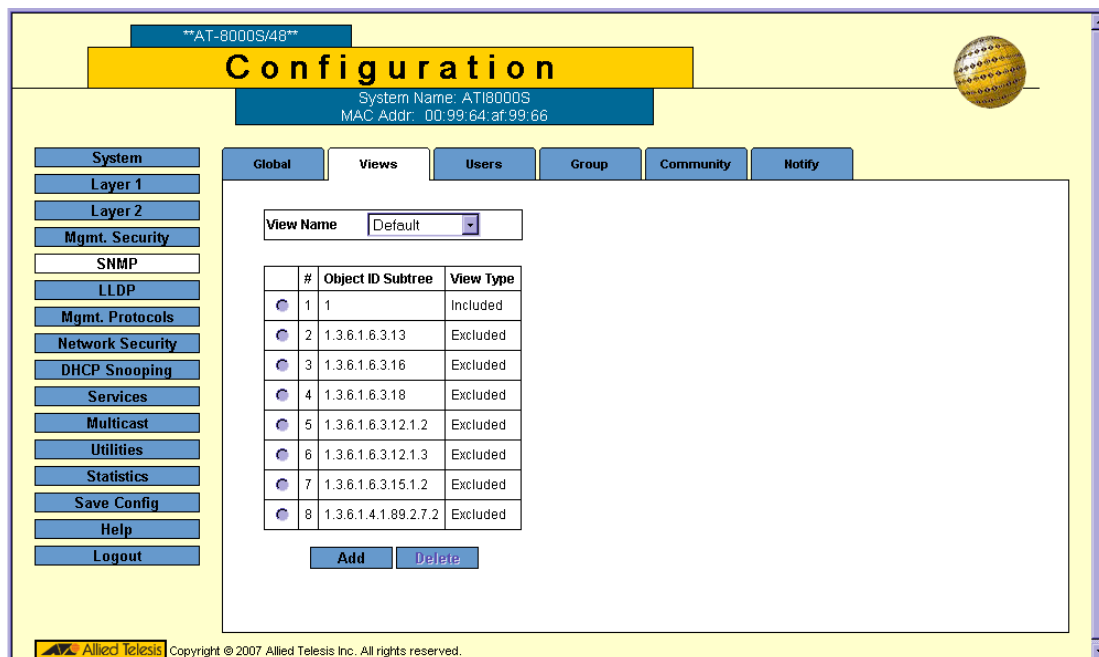 **AT-8000S/48**
Configuration
System Name: ATI8000S
MAC Addr: 00:99:64:af:99:66
System
Layer 1
Layer 2
Mgmt. Security
SNMP
LLDP
Mgmt. Protocols
Network Security
DHCP Snooping
Services
Multicast
Utilities
Statistics
Save Config
Help
Logout
Global Views Users Group Community Notify
View Name Default
# Object ID Subtree View Type
1 1 Included
2 1.3.6.1.6.3.13 Excluded
3 1.3.6.1.6.3.16 Excluded
4 1.3.6.1.6.3.18 Excluded
5 1.3.6.1.6.3.12.1.2 Excluded
6 1.3.6.1.6.3.12.1.3 Excluded
7 1.3.6.1.6.3.15.1.2 Excluded
8 1.3.6.1.4.1.89.2.7.2 Excluded
Add Delete
Allied Telesis Copyright © 2007 Allied Telesis Inc. All rights reserved.